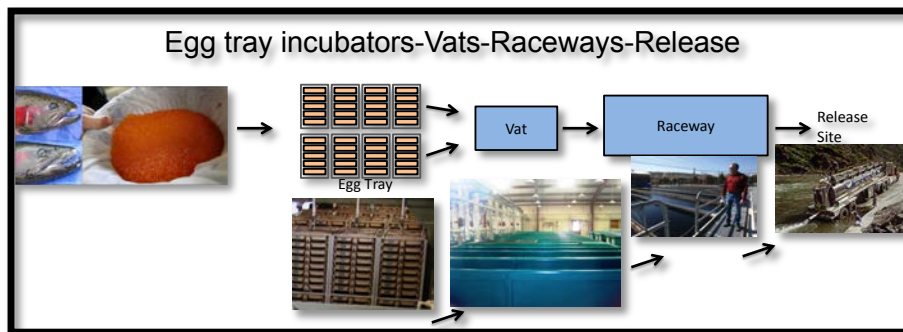 Egg tray incubators-Vats-Raceways-Release
Vat
Raceway
Release
Site
Egg Tray